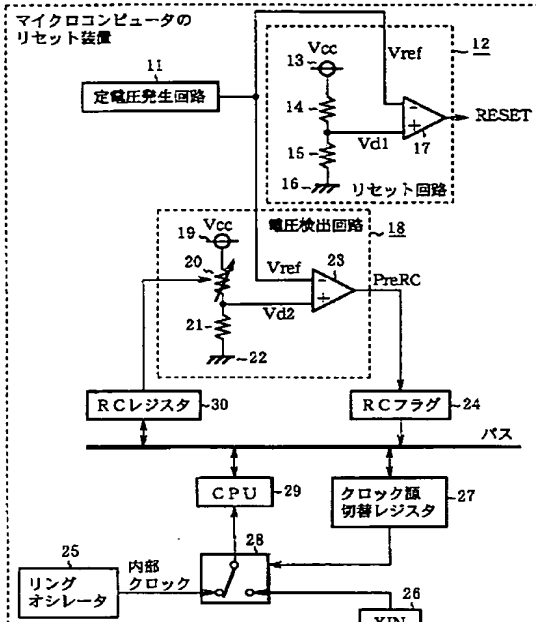 マイクロコンピュータの
リセット装置
11
定電圧発生回路
Vcc
13
14
15
16
Vref
12
-
+
17
RESET
Vd1
リセット回路
電圧検出回路
18
Vcc
19
20
21
22
Vref
23
-
+
Vd2
PreRC
RCレジスタ
30
RCフラグ
24
バス
CPU
29
クロック源
切替レジスタ
27
25
リング
オシレータ
内部
クロック
28
26
XIN